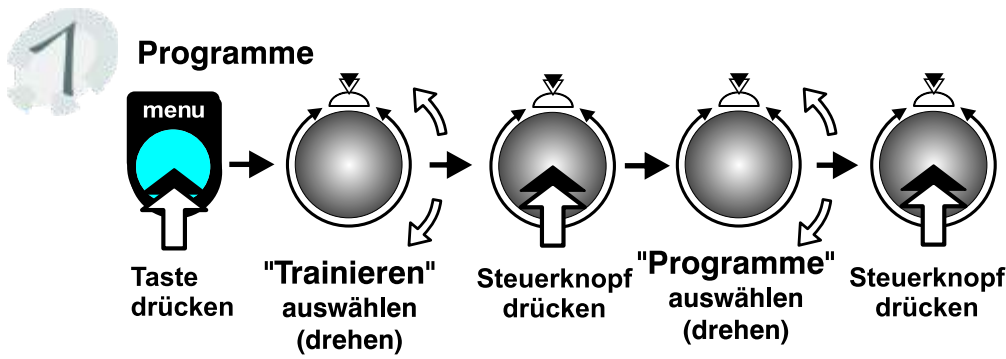 1
Programme
menu
Taste
drücken
"Trainieren"
auswählen
(drehen)
Steuerknopf
drücken
"Programme"
auswählen
(drehen)
Steuerknopf
drücken